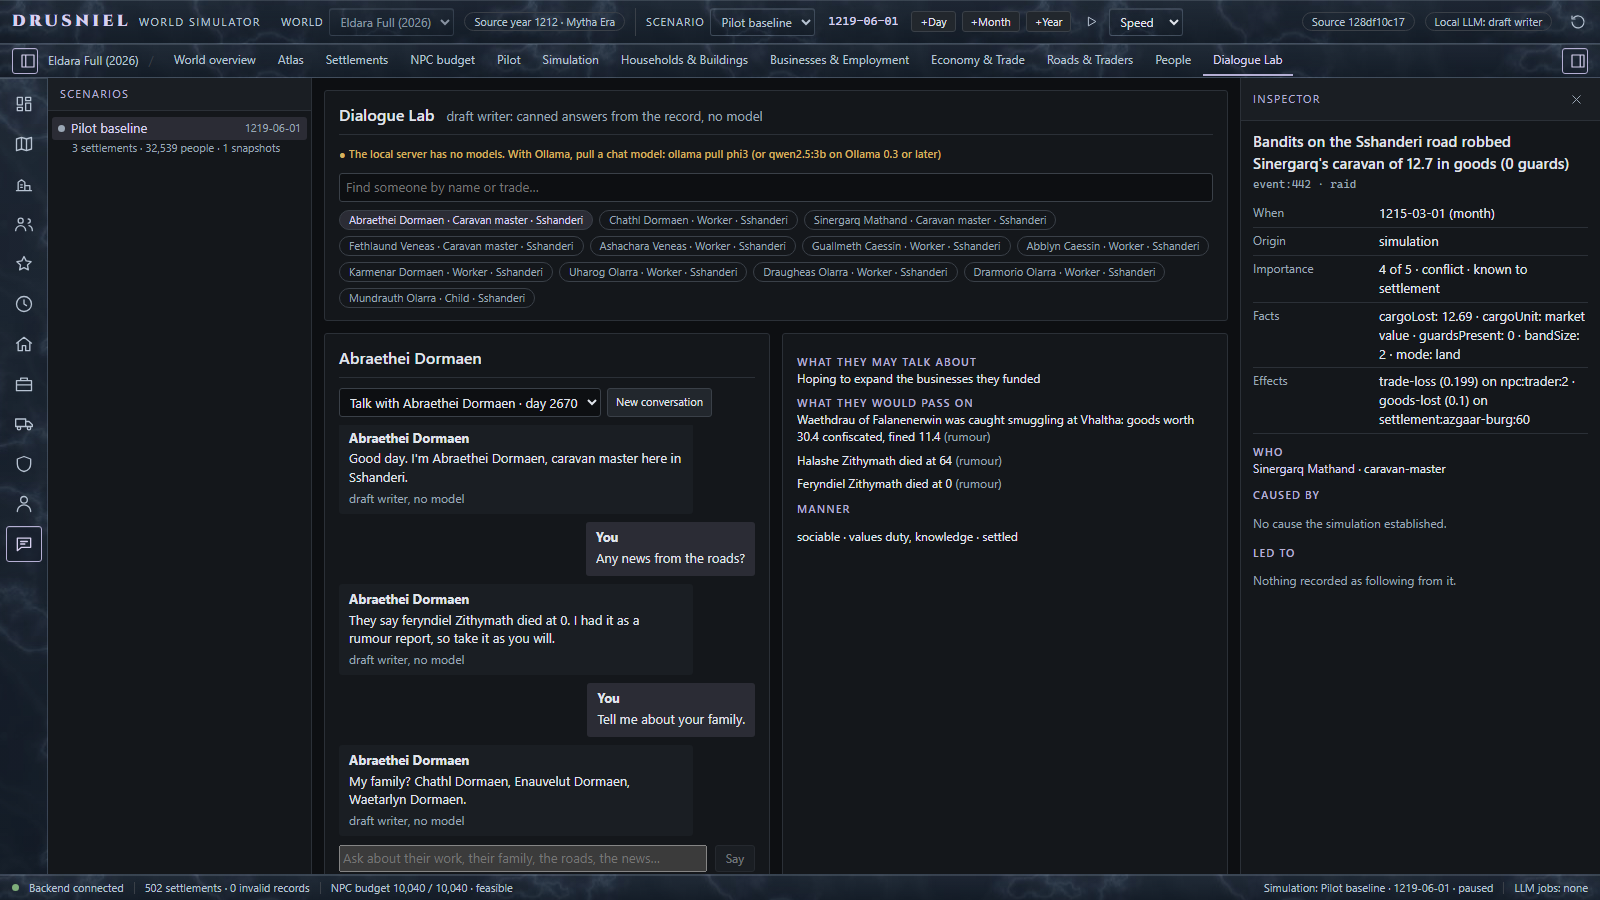 DRUSNIEL WORLD SIMULATOR WORLD Eldara Full (2026) Source year 1212 · Mytha Era SCENARIO Pilot baseline 1219-06-01 +Day +Month +Year Speed Source 128df10c17 Local LLM: draft writer
Eldara Full (2026) / World overview Atlas Settlements NPC budget Pilot Simulation Households & Buildings Businesses & Employment Economy & Trade Roads & Traders People Dialogue Lab
SCENARIOS
Pilot baseline 1219-06-01
3 settlements · 32,539 people · 1 snapshots
Dialogue Lab draft writer: canned answers from the record, no model
The local server has no models. With Ollama, pull a chat model: ollama pull phi3 (or qwen2.5:3b on Ollama 0.3 or later)
Find someone by name or trade...
Abraethei Dormaen · Caravan master · Sshanderi Chathl Dormaen · Worker · Sshanderi Sinergarq Mathand · Caravan master · Sshanderi
Fethlaund Veneas · Caravan master · Sshanderi Ashachara Veneas · Worker · Sshanderi Guallmeth Caessin · Worker · Sshanderi Abblyn Caessin · Worker · Sshanderi
Karmenar Dormaen · Worker · Sshanderi Uharog Olarra · Worker · Sshanderi Draugheas Olarra · Worker · Sshanderi Drarmorio Olarra · Worker · Sshanderi
Mundrauth Olarra · Child · Sshanderi
Abraethei Dormaen
Talk with Abraethei Dormaen · day 2670 New conversation
Abraethei Dormaen
Good day. I'm Abraethei Dormaen, caravan master here in
Sshanderi.
draft writer, no model
You
Any news from the roads?
Abraethei Dormaen
They say feryndiel Zithymath died at 0. I had it as a
rumour report, so take it as you will.
draft writer, no model
You
Tell me about your family.
Abraethei Dormaen
My family? Chathl Dormaen, Enauvelut Dormaen,
Waetarlyn Dormaen.
draft writer, no model
Ask about their work, their family, the roads, the news... Say
WHAT THEY MAY TALK ABOUT
Hoping to expand the businesses they funded
WHAT THEY WOULD PASS ON
Waethdrau of Falanenerwin was caught smuggling at Vhaltha: goods worth
30.4 confiscated, fined 11.4 (rumour)
Halashe Zithymath died at 64 (rumour)
Feryndiel Zithymath died at 0 (rumour)
MANNER
sociable · values duty, knowledge · settled
INSPECTOR
Bandits on the Sshanderi road robbed
Sinergarq's caravan of 12.7 in goods (0 guards)
event:442 · raid
When 1215-03-01 (month)
Origin simulation
Importance 4 of 5 · conflict · known to
settlement
Facts cargoLost: 12.69 · cargoUnit: market
value · guardsPresent: 0 · bandSize:
2 · mode: land
Effects trade-loss (0.199) on npc:trader:2 ·
goods-lost (0.1) on
settlement:azgaar-burg:60
WHO
Sinergarq Mathand · caravan-master
CAUSED BY
No cause the simulation established.
LED TO
Nothing recorded as following from it.
Backend connected 502 settlements · 0 invalid records NPC budget 10,040 / 10,040 · feasible Simulation: Pilot baseline · 1219-06-01 · paused LLM jobs: none